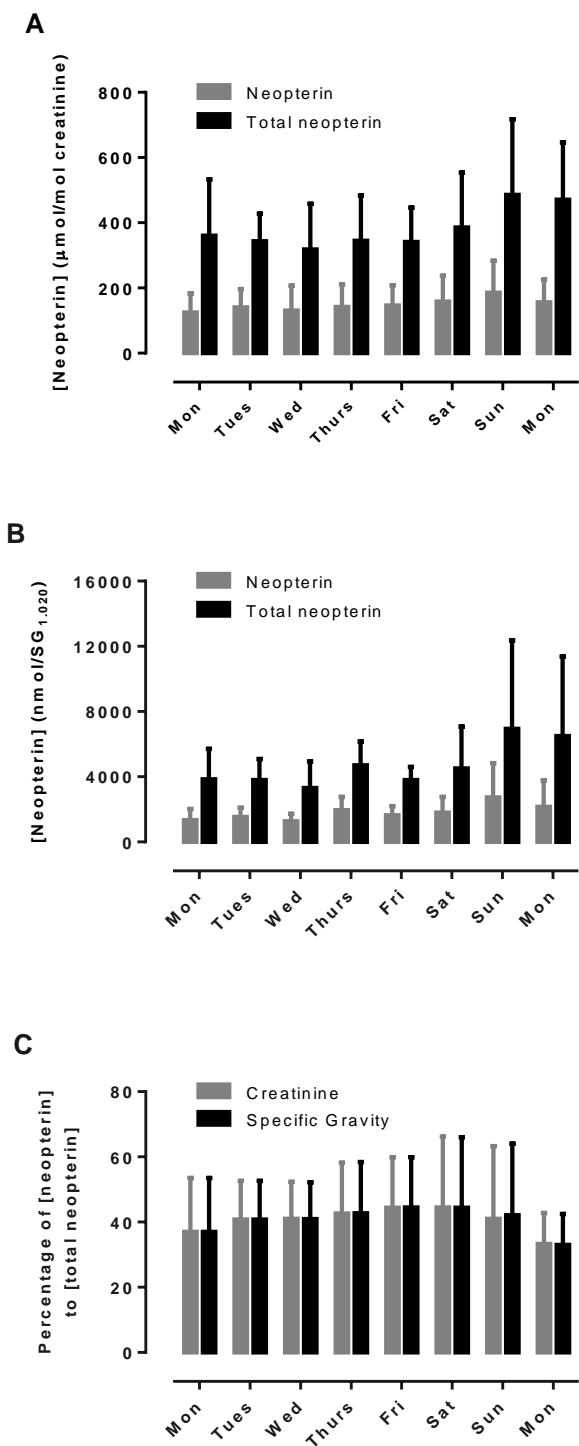 A
[Neopterin] (μmol/mol creatinine)
800
600
400
200
0
Neopterin
Total neopterin
Mon
Tues
Wed
Thurs
Fri
Sat
Sun
Mon
B
[Neopterin] (nmol/SG1.020)
16000
12000
8000
4000
0
Neopterin
Total neopterin
Mon
Tues
Wed
Thurs
Fri
Sat
Sun
Mon
C
Percentage of [neopterin]
to [total neopterin]
80
60
40
20
0
Creatinine
Specific Gravity
Mon
Tues
Wed
Thurs
Fri
Sat
Sun
Mon